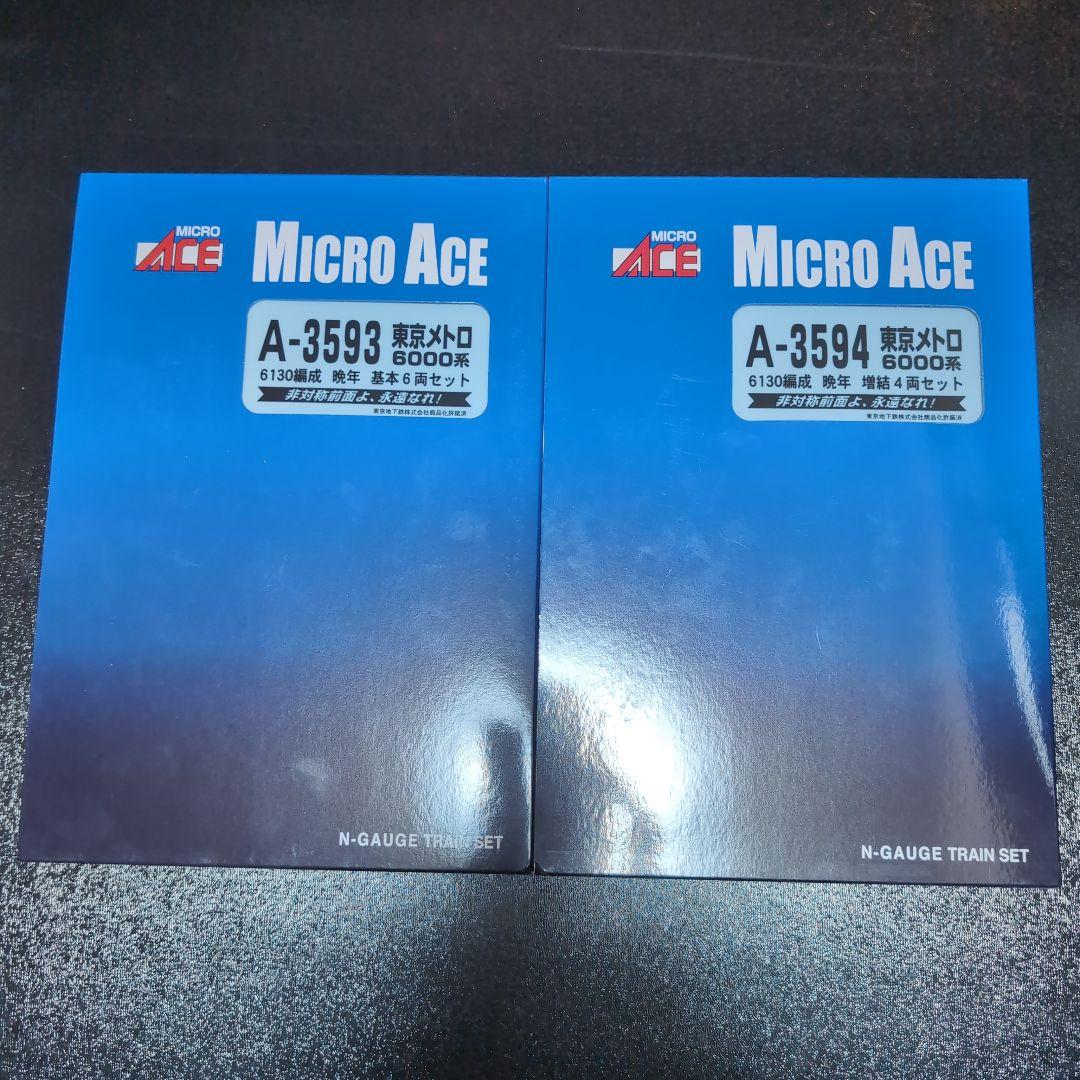 MICRO
ACE
MICRO ACE
A-3593 東京メトロ
6000系
6130編成 晩年 基本6両セット
非対称前面よ、永遠なれ!
東京地下鉄株式会社商品化許諾済
N-GAUGE TRAIN SET
MICRO
ACE
MICRO ACE
A-3594 東京メトロ
6000系
6130編成 晩年 増結4両セット
非対称前面よ、永遠なれ!
東京地下鉄株式会社商品化許諾済
N-GAUGE TRAIN SET